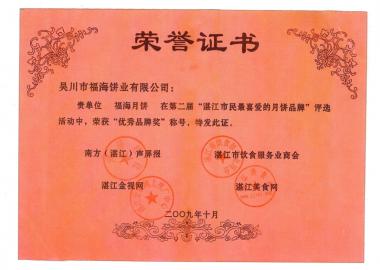 荣誉证书
吴川市福海饼业有限公司：
贵单位 福海月饼 在第二届“湛江市民最喜爱的月饼品牌”评选
活动中，荣获“优秀品牌奖”称号，特发此证。
南方（湛江）声屏报 湛江市饮食服务业商会
湛江金视网 湛江美食网
二〇〇九年十月